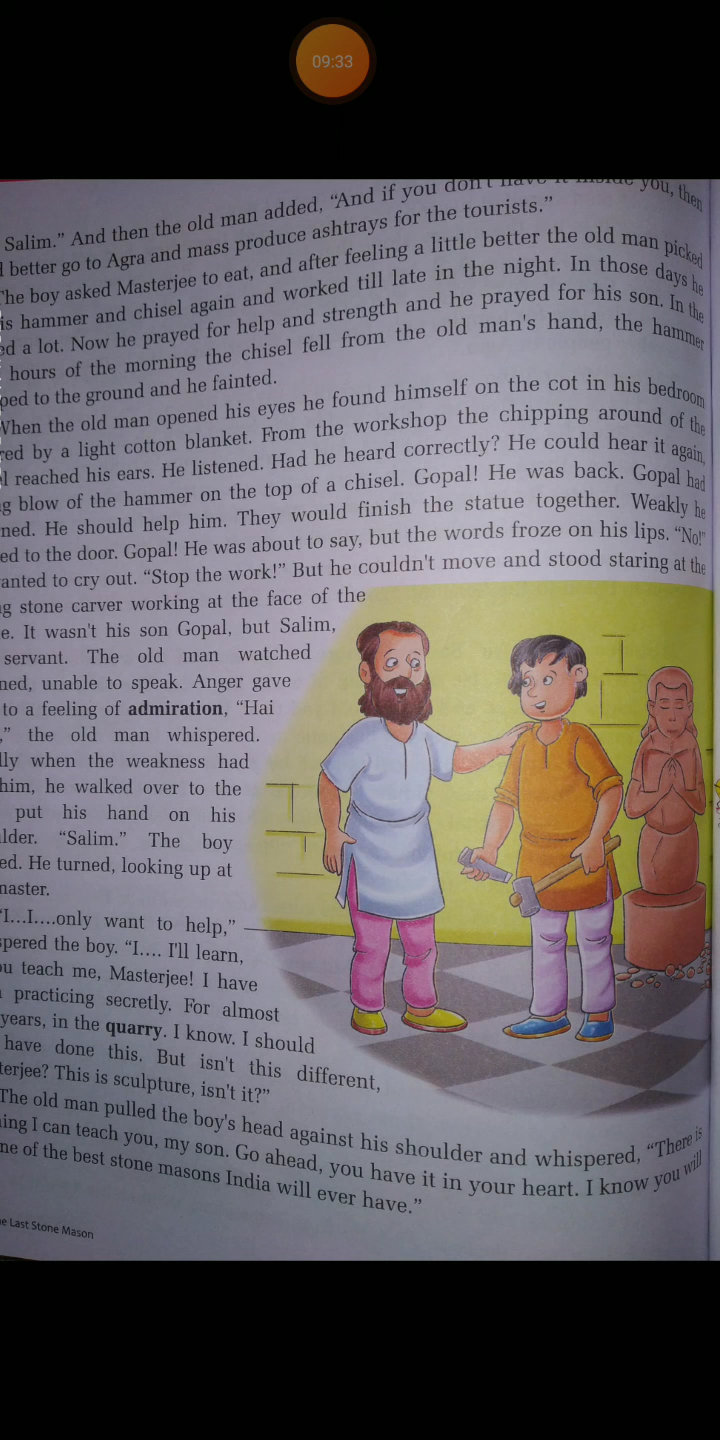 09:33
Salim.” And then the old man added, “And if you don't have it inside you, then
better go to Agra and mass produce ashtrays for the tourists.”
The boy asked Masterjee to eat, and after feeling a little better the old man picked
is hammer and chisel again and worked till late in the night. In those days he
ed a lot. Now he prayed for help and strength and he prayed for his son. In the
hours of the morning the chisel fell from the old man's hand, the hammer
ped to the ground and he fainted.
When the old man opened his eyes he found himself on the cot in his bedroom
red by a light cotton blanket. From the workshop the chipping around of the
l reached his ears. He listened. Had he heard correctly? He could hear it again,
g blow of the hammer on the top of a chisel. Gopal! He was back. Gopal had
ned. He should help him. They would finish the statue together. Weakly he
ed to the door. Gopal! He was about to say, but the words froze on his lips. “No!”
anted to cry out. “Stop the work!” But he couldn't move and stood staring at the
g stone carver working at the face of the
e. It wasn't his son Gopal, but Salim,
servant. The old man watched
ned, unable to speak. Anger gave
to a feeling of admiration, “Hai
,” the old man whispered.
lly when the weakness had
him, he walked over to the
put his hand on his
lder. “Salim.” The boy
ed. He turned, looking up at
master.
“I...I....only want to help,”
spered the boy. “I.... I'll learn,
ou teach me, Masterjee! I have
practicing secretly. For almost
years, in the quarry. I know. I should
have done this. But isn't this different,
terjee? This is sculpture, isn't it?”
The old man pulled the boy's head against his shoulder and whispered, “There is
ing I can teach you, my son. Go ahead, you have it in your heart. I know you will
ne of the best stone masons India will ever have.”
e Last Stone Mason